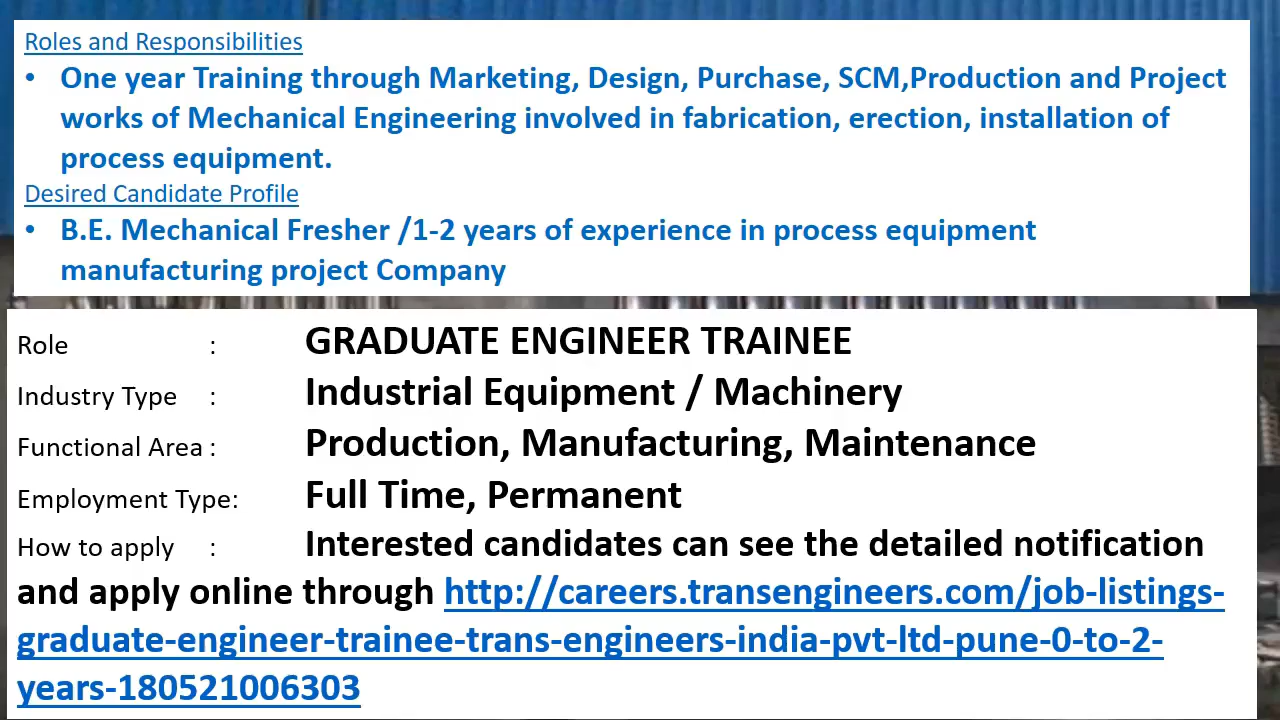 Roles and Responsibilities
• One year Training through Marketing, Design, Purchase, SCM,Production and Project
works of Mechanical Engineering involved in fabrication, erection, installation of
process equipment.
Desired Candidate Profile
• B.E. Mechanical Fresher /1-2 years of experience in process equipment
manufacturing project Company
Role : GRADUATE ENGINEER TRAINEE
Industry Type : Industrial Equipment / Machinery
Functional Area : Production, Manufacturing, Maintenance
Employment Type: Full Time, Permanent
How to apply : Interested candidates can see the detailed notification
and apply online through http://careers.transengineers.com/job-listings-
graduate-engineer-trainee-trans-engineers-india-pvt-ltd-pune-0-to-2-
years-180521006303